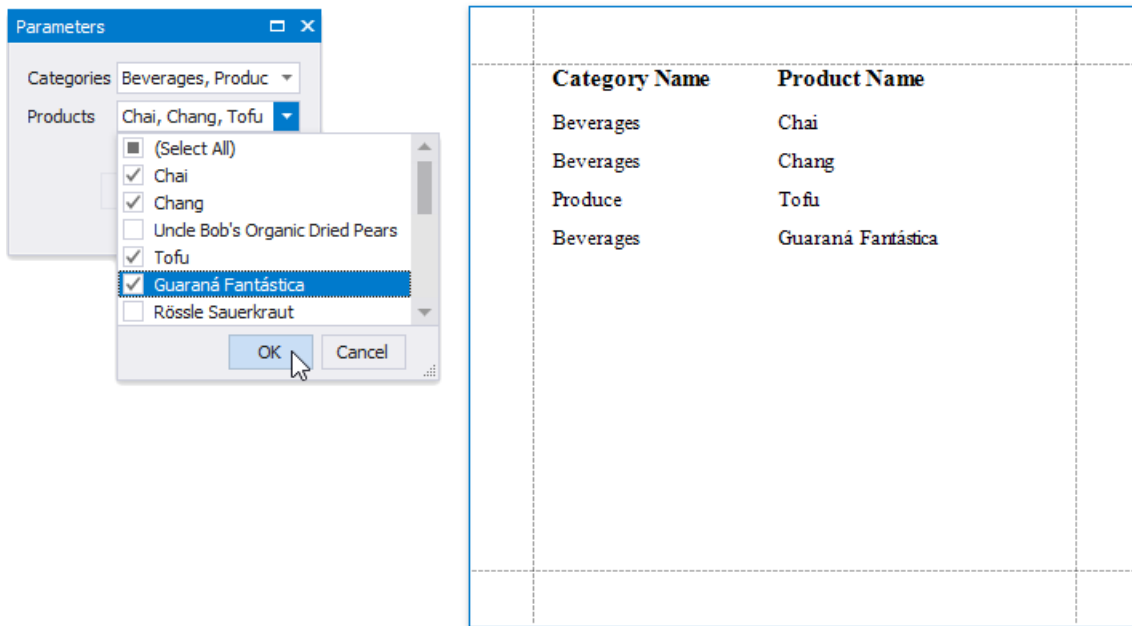 Parameters
Categories Beverages, Produc
Products Chai, Chang, Tofu
(Select All)
Chai
Chang
Uncle Bob's Organic Dried Pears
Tofu
Guaraná Fantástica
Rössle Sauerkraut
OK Cancel
Category Name Product Name
Beverages Chai
Beverages Chang
Produce Tofu
Beverages Guaraná Fantástica